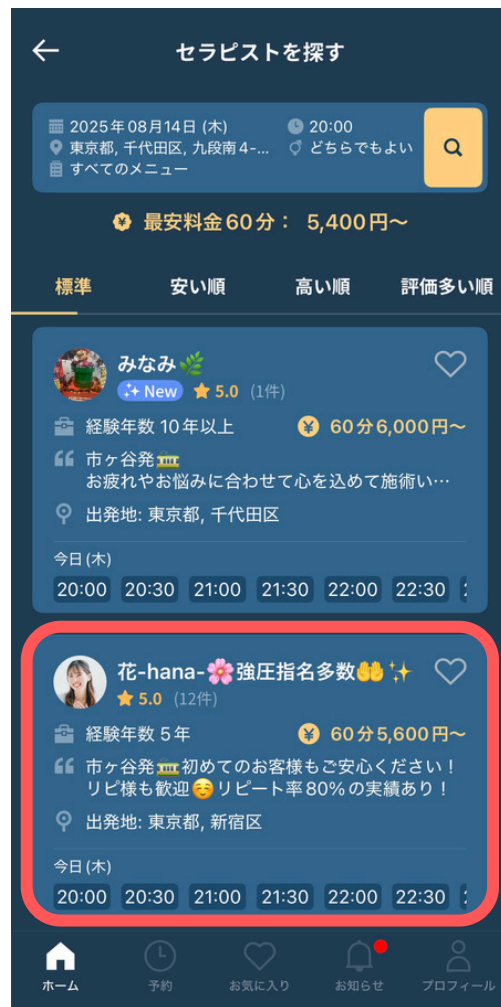 セラピストを探す
2025年08月14日 (木) 20:00
東京都, 千代田区, 九段南4-... どちらでもよい
すべてのメニュー
最安料金60分： 5,400円～
標準 安い順 高い順 評価多い順
みなみ🌿
New 5.0 (1件)
経験年数 10年以上 60分6,000円～
市ヶ谷発🚃
お疲れやお悩みに合わせて心を込めて施術い…
出発地: 東京都, 千代田区
今日(木)
20:00 20:30 21:00 21:30 22:00 22:30
花-hana-🌸強圧指名多数🤲✨
5.0 (12件)
経験年数 5年 60分5,600円～
市ヶ谷発🚃初めてのお客様もご安心ください！
リピ様も歓迎☺️リピート率80%の実績あり！
出発地: 東京都, 新宿区
今日(木)
20:00 20:30 21:00 21:30 22:00 22:30
ホーム 予約 お気に入り お知らせ プロフィール